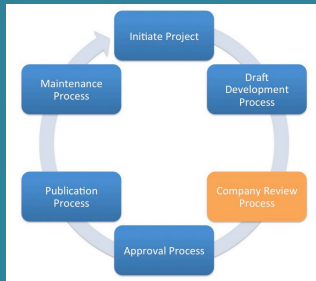 Initiate Project
Draft
Development
Process
Company Review
Process
Approval Process
Publication
Process
Maintenance
Process